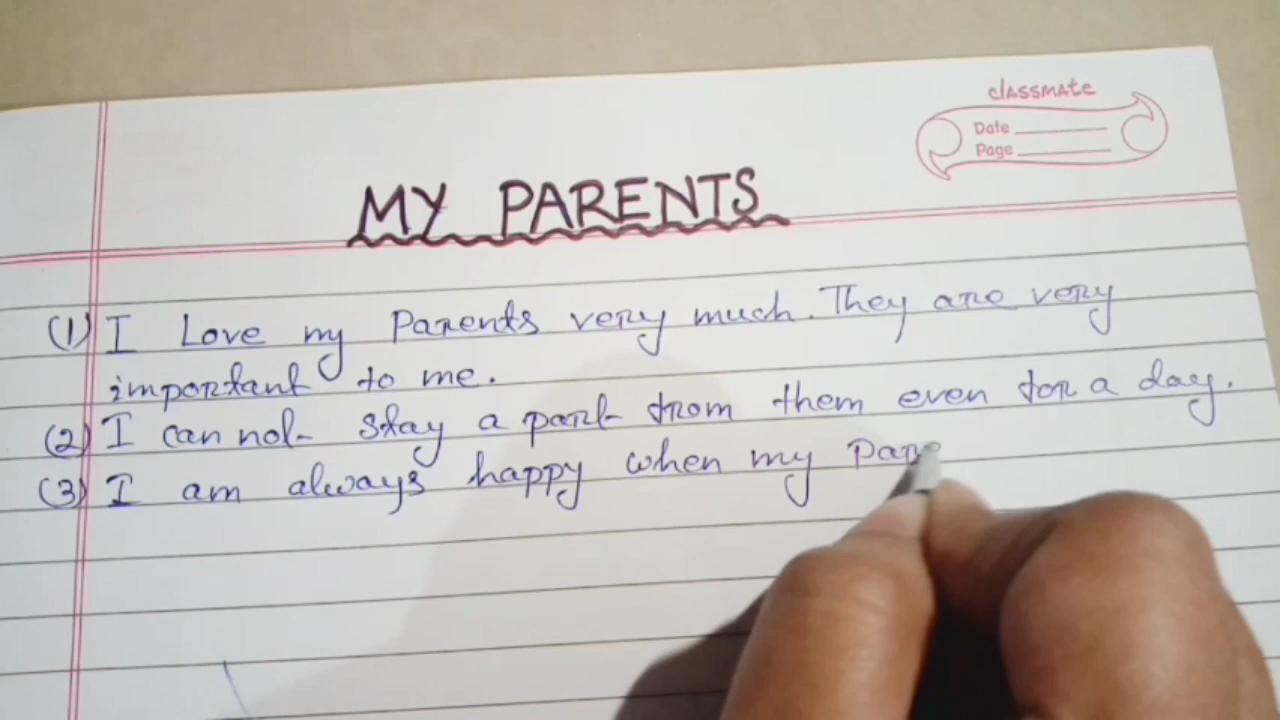 classmate
Date
Page
MY PARENTS
(1) I Love my Parents very much. They are very
important to me.
(2) I can not stay a part from them even for a day.
(3) I am always happy when my Pare